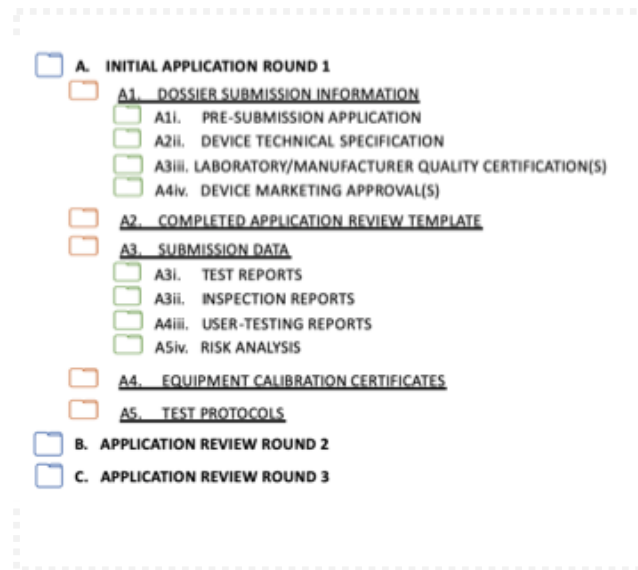 A. INITIAL APPLICATION ROUND 1
A1. DOSSIER SUBMISSION INFORMATION
A1i. PRE-SUBMISSION APPLICATION
A2ii. DEVICE TECHNICAL SPECIFICATION
A3iii. LABORATORY/MANUFACTURER QUALITY CERTIFICATION(S)
A4iv. DEVICE MARKETING APPROVAL(S)
A2. COMPLETED APPLICATION REVIEW TEMPLATE
A3. SUBMISSION DATA
A3i. TEST REPORTS
A3ii. INSPECTION REPORTS
A4iii. USER-TESTING REPORTS
A5iv. RISK ANALYSIS
A4. EQUIPMENT CALIBRATION CERTIFICATES
A5. TEST PROTOCOLS
B. APPLICATION REVIEW ROUND 2
C. APPLICATION REVIEW ROUND 3